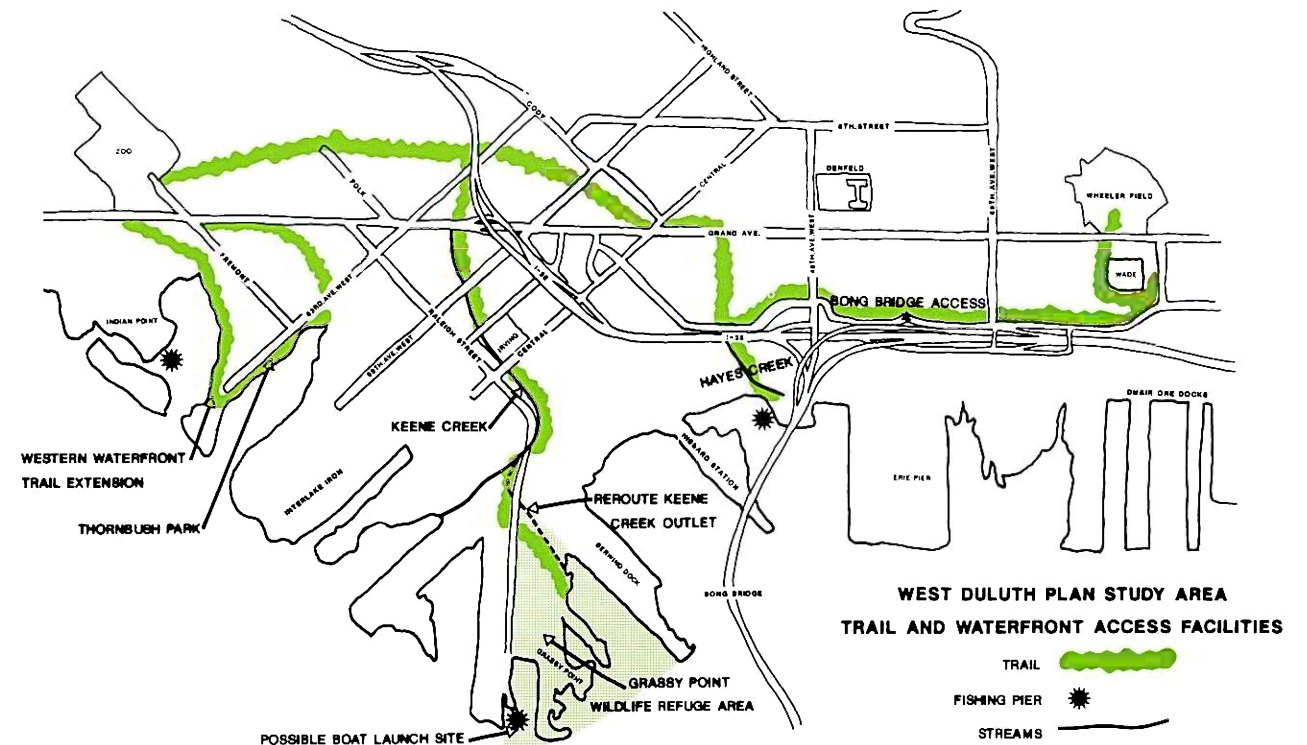 HIGHLAND STREET
CODY
8TH. STREET
ZOO
DENFELD
CENTRAL
POLK
WHEELER FIELD
46TH. AVE. WEST
GRAND AVE.
FREMONT
I-35
WADE
63RD AVE. WEST
BONG BRIDGE ACCESS
INDIAN POINT
RALEIGH STREET
IRVING
CENTRAL
59TH. AVE. WEST
I-35
HAYES CREEK
DM&IR ORE DOCKS
KEENE CREEK
HIBBARD STATION
WESTERN WATERFRONT
TRAIL EXTENSION
INTERLAKE IRON
ERIE PIER
REROUTE KEENE
CREEK OUTLET
THORNBUSH PARK
BERWIND DOCK
BONG BRIDGE
WEST DULUTH PLAN STUDY AREA
TRAIL AND WATERFRONT ACCESS FACILITIES
GRASSY POINT
TRAIL
GRASSY POINT
WILDLIFE REFUGE AREA
FISHING PIER
POSSIBLE BOAT LAUNCH SITE
STREAMS